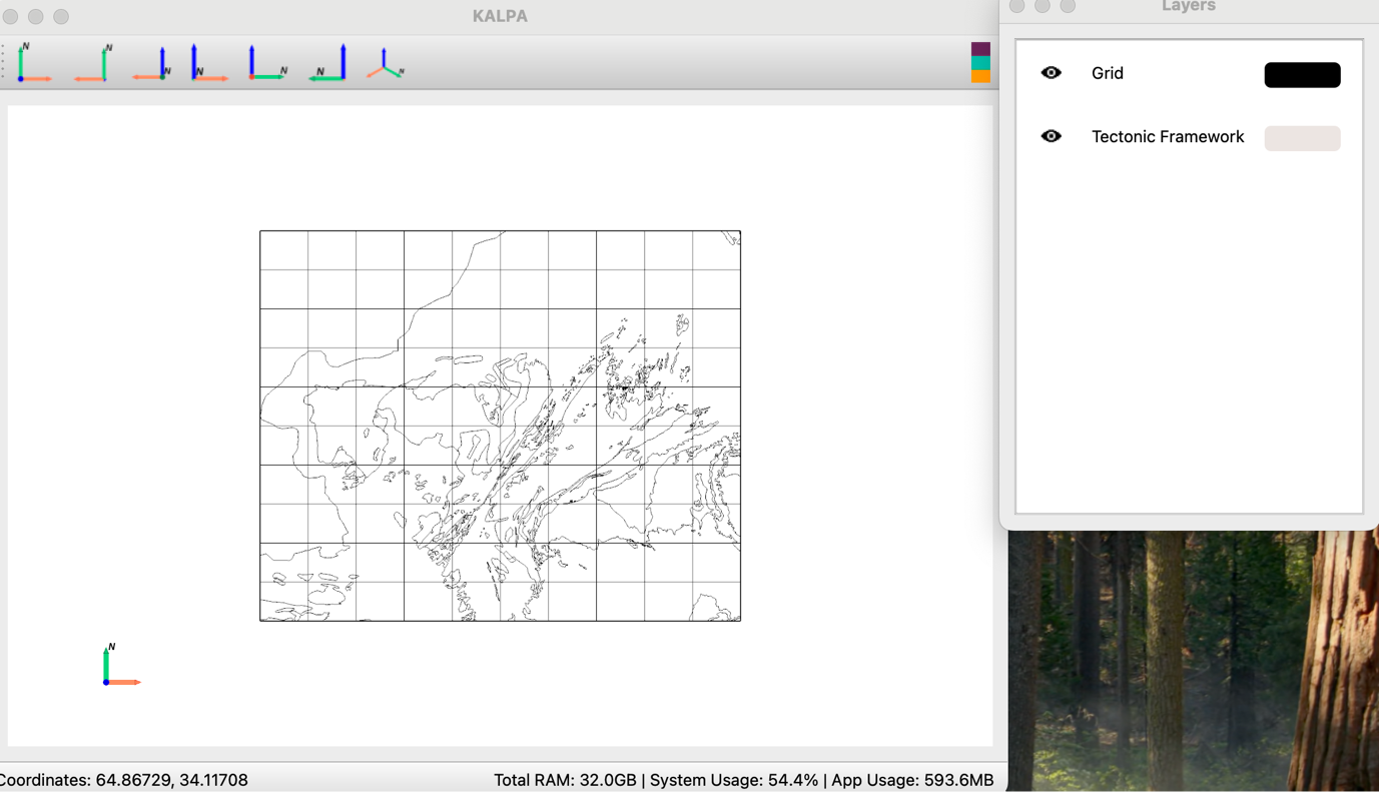 KALPA
Layers
N
N
N
N
N
N
N
Grid
Tectonic Framework
N
Coordinates: 64.86729, 34.11708
Total RAM: 32.0GB | System Usage: 54.4% | App Usage: 593.6MB